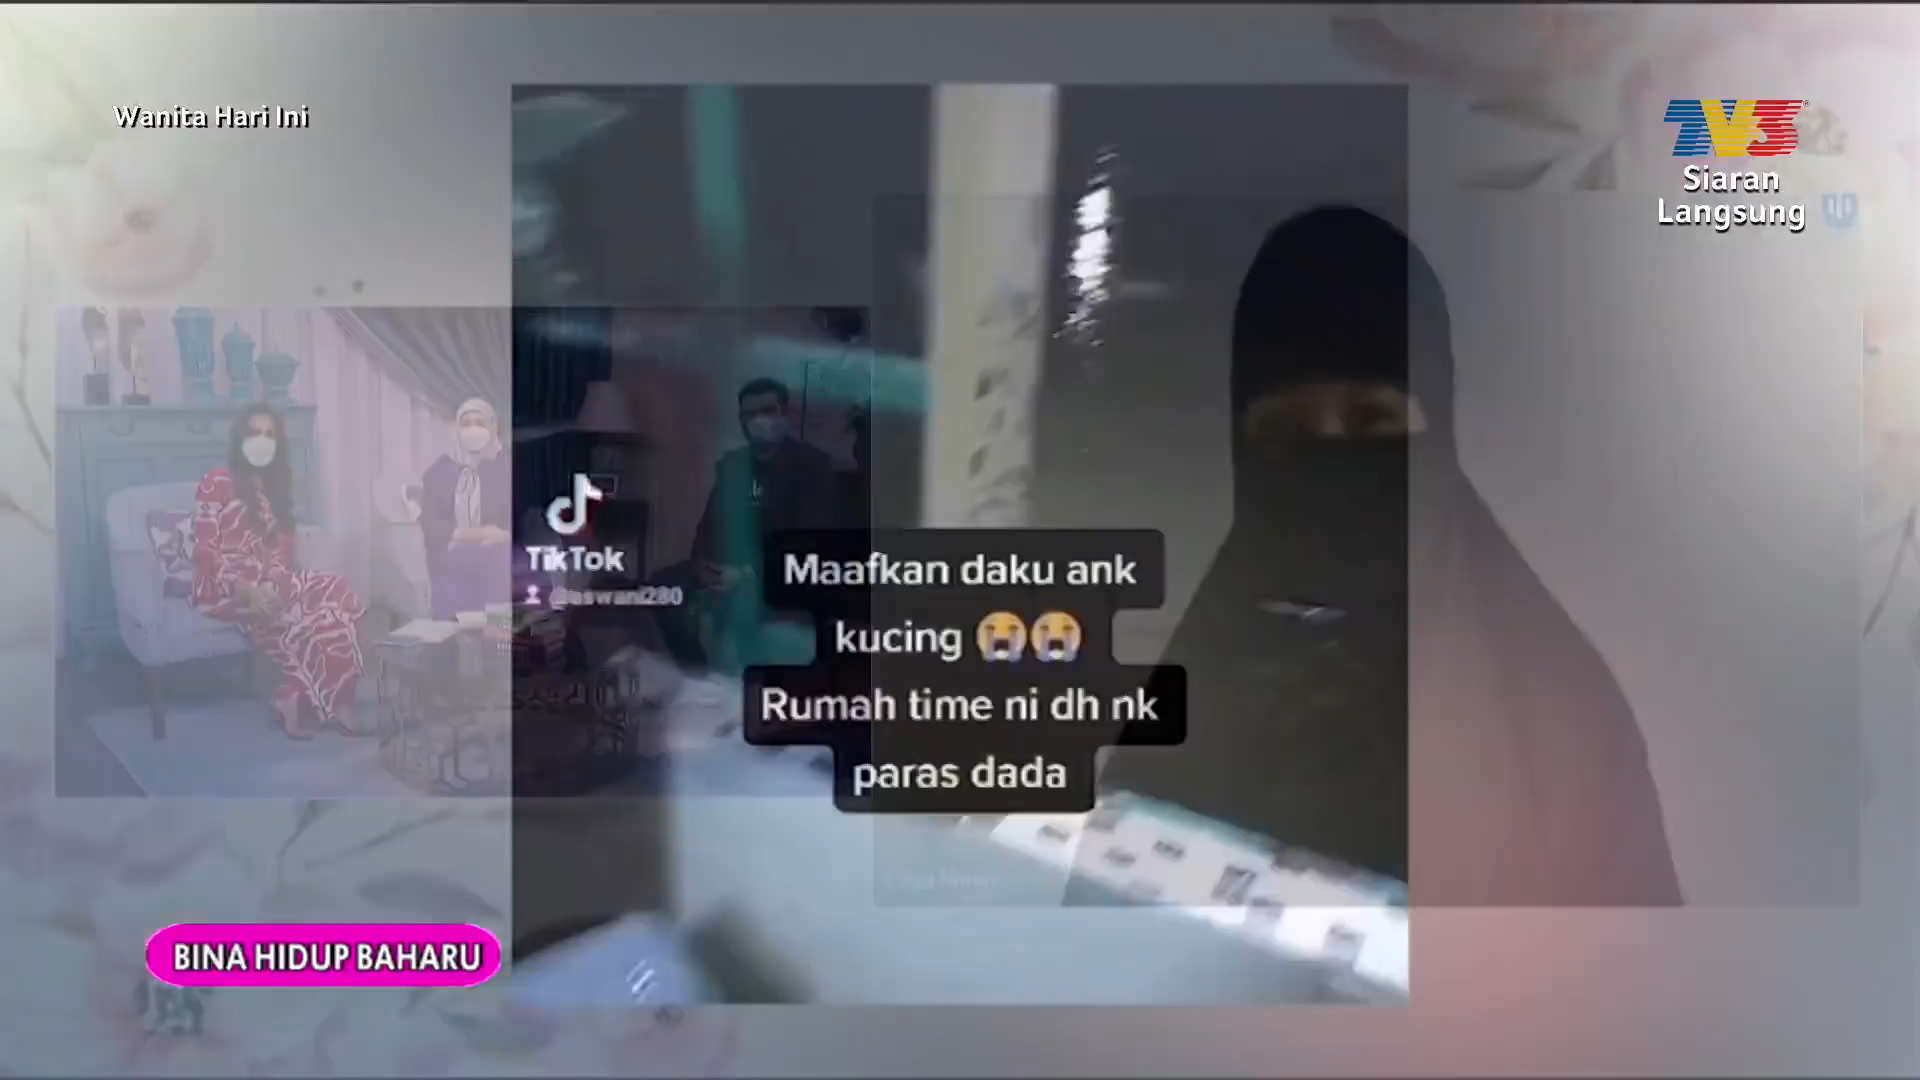 Wanita Hari Ini
TV3
Siaran
Langsung
TikTok
Maafkan daku ank
kucing 😭😭
Rumah time ni dh nk
paras dada
BINA HIDUP BAHARU